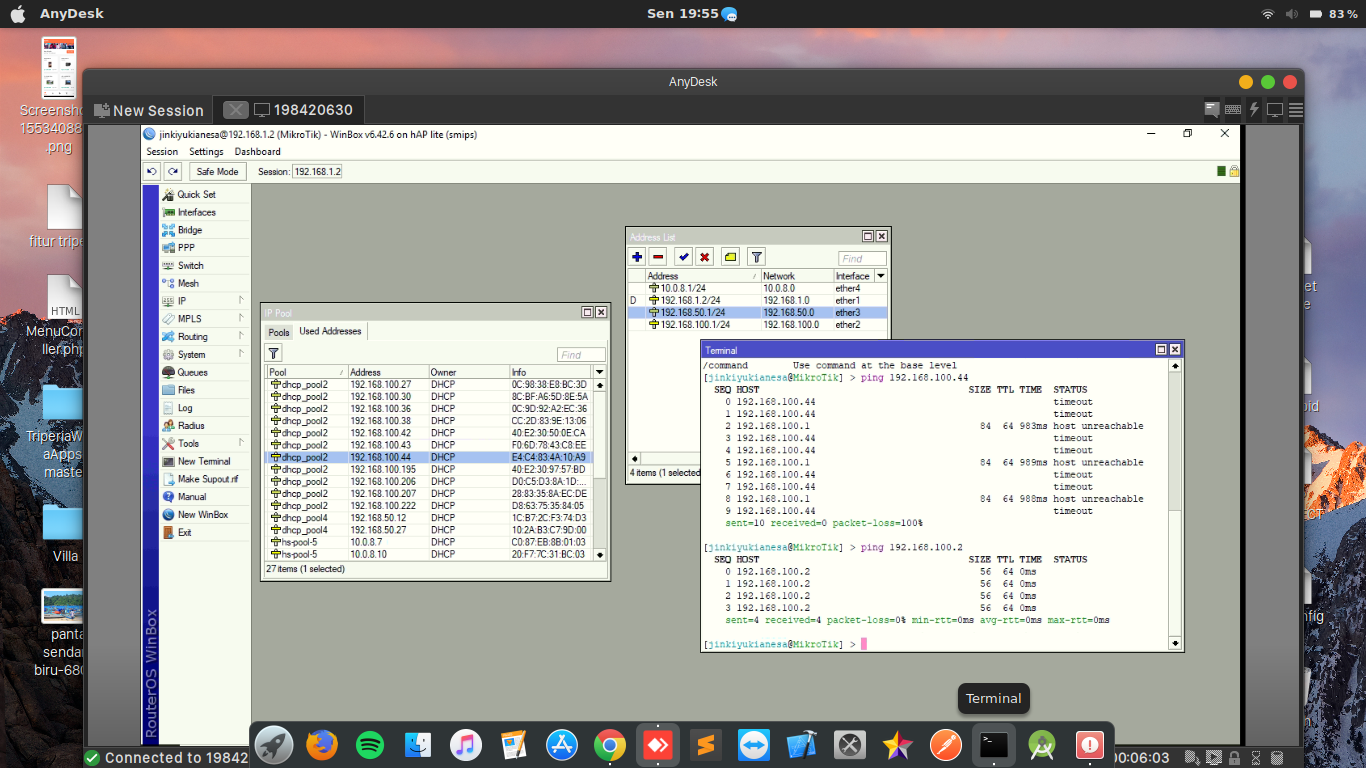 AnyDesk
Sen 19:55
83 %
Screensho
15534088
.png
fitur tripe
HTML
MenuCon
ller.php
TriperiaW
aApps
master
Villa
panta
sendan
biru-680
AnyDesk
New Session
198420630
jinkiyukianesa@192.168.1.2 (MikroTik) - WinBox v6.42.6 on hAP lite (smips)
Session Settings Dashboard
Safe Mode Session: 192.168.1.2
Quick Set
Interfaces
Bridge
PPP
Switch
Mesh
IP
MPLS
Routing
System
Queues
Files
Log
Radius
Tools
New Terminal
Make Supout.rif
Manual
New WinBox
Exit
RouterOS WinBox
IP Pool
Pools Used Addresses
Find
Pool Address Owner Info
dhcp_pool2 192.168.100.27 DHCP 0C:98:38:E8:BC:3D
dhcp_pool2 192.168.100.30 DHCP 8C:BF:A6:5D:8E:5A
dhcp_pool2 192.168.100.36 DHCP 0C:9D:92:A2:EC:36
dhcp_pool2 192.168.100.38 DHCP CC:2D:83:9E:13:06
dhcp_pool2 192.168.100.42 DHCP 40:E2:30:50:0E:CA
dhcp_pool2 192.168.100.43 DHCP F0:6D:78:43:C8:EE
dhcp_pool2 192.168.100.44 DHCP E4:C4:83:4A:10:A9
dhcp_pool2 192.168.100.195 DHCP 40:E2:30:97:57:BD
dhcp_pool2 192.168.100.206 DHCP D0:C5:D3:8A:1D:...
dhcp_pool2 192.168.100.207 DHCP 28:83:35:8A:EC:DE
dhcp_pool2 192.168.100.222 DHCP D8:63:75:35:84:05
dhcp_pool4 192.168.50.12 DHCP 1C:B7:2C:F3:74:D3
dhcp_pool4 192.168.50.27 DHCP 10:2A:B3:C7:9D:00
hs-pool-5 10.0.8.7 DHCP C0:87:EB:8B:01:03
hs-pool-5 10.0.8.10 DHCP 20:F7:7C:31:BC:03
27 items (1 selected)
Address List
Find
Address Network Interface
10.0.8.1/24 10.0.8.0 ether4
D 192.168.1.2/24 192.168.1.0 ether1
192.168.50.1/24 192.168.50.0 ether3
192.168.100.1/24 192.168.100.0 ether2
4 items (1 selected
Terminal
/command Use command at the base level
[jinkiyukianesa@MikroTik] > ping 192.168.100.44
SEQ HOST SIZE TTL TIME STATUS
0 192.168.100.44 timeout
1 192.168.100.44 timeout
2 192.168.100.1 84 64 983ms host unreachable
3 192.168.100.44 timeout
4 192.168.100.44 timeout
5 192.168.100.1 84 64 989ms host unreachable
6 192.168.100.44 timeout
7 192.168.100.44 timeout
8 192.168.100.1 84 64 988ms host unreachable
9 192.168.100.44 timeout
sent=10 received=0 packet-loss=100%
[jinkiyukianesa@MikroTik] > ping 192.168.100.2
SEQ HOST SIZE TTL TIME STATUS
0 192.168.100.2 56 64 0ms
1 192.168.100.2 56 64 0ms
2 192.168.100.2 56 64 0ms
3 192.168.100.2 56 64 0ms
sent=4 received=4 packet-loss=0% min-rtt=0ms avg-rtt=0ms max-rtt=0ms
[jinkiyukianesa@MikroTik] >
Terminal
Connected to 19842
00:06:03